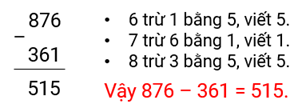 876
–
361
515
• 6 trừ 1 bằng 5, viết 5.
• 7 trừ 6 bằng 1, viết 1.
• 8 trừ 3 bằng 5, viết 5.
Vậy 876 – 361 = 515.